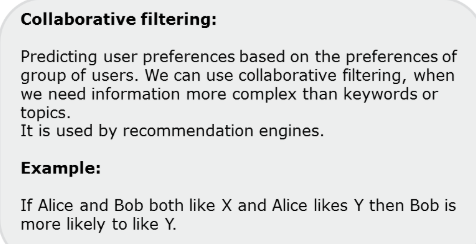 Collaborative filtering:
Predicting user preferences based on the preferences of
group of users. We can use collaborative filtering, when
we need information more complex than keywords or
topics.
It is used by recommendation engines.
Example:
If Alice and Bob both like X and Alice likes Y then Bob is
more likely to like Y.